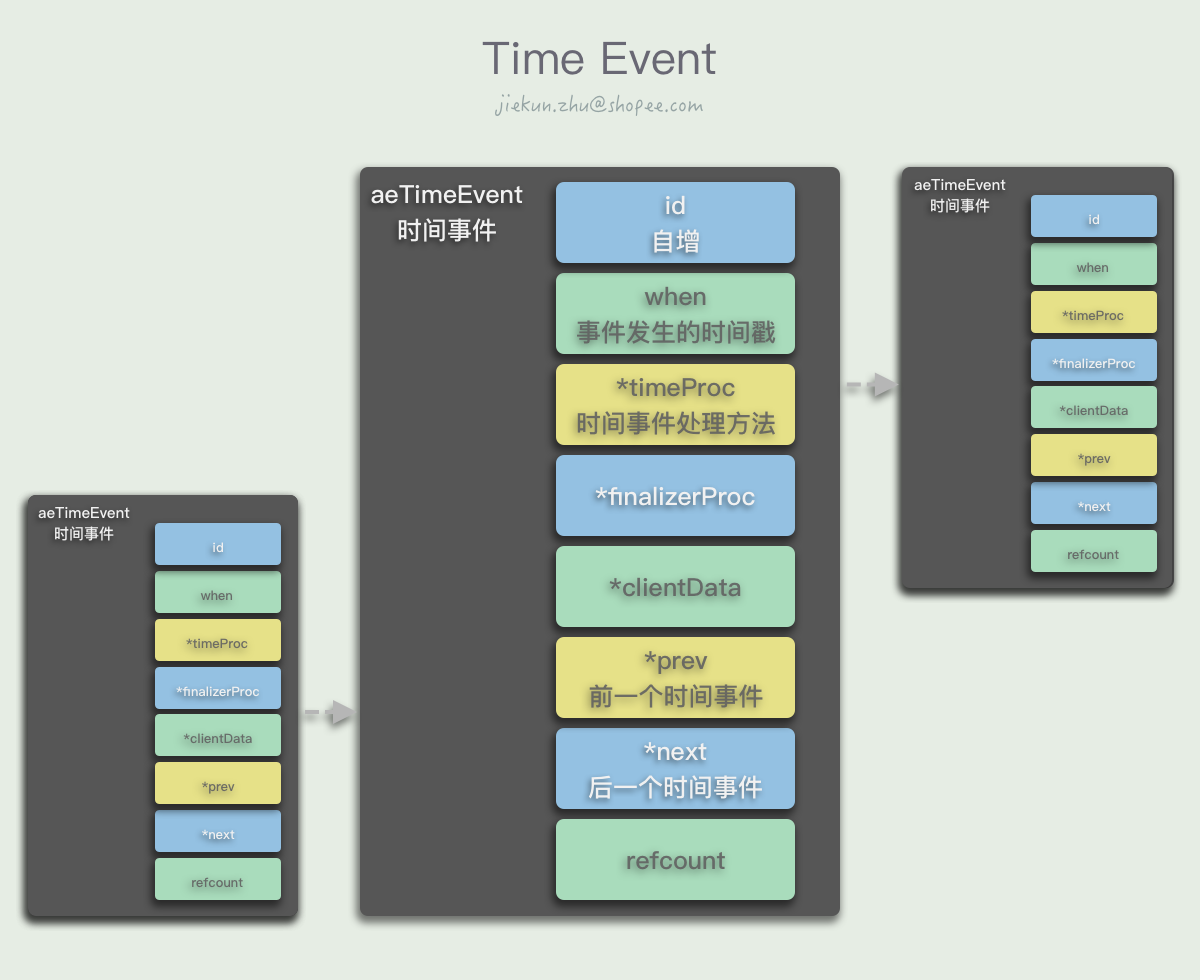 Time Event
jiekun.zhu@shopee.com
aeTimeEvent
时间事件
id
when
*timeProc
*finalizerProc
*clientData
*prev
*next
refcount
aeTimeEvent
时间事件
id
自增
when
事件发生的时间戳
*timeProc
时间事件处理方法
*finalizerProc
*clientData
*prev
前一个时间事件
*next
后一个时间事件
refcount
aeTimeEvent
时间事件
id
when
*timeProc
*finalizerProc
*clientData
*prev
*next
refcount